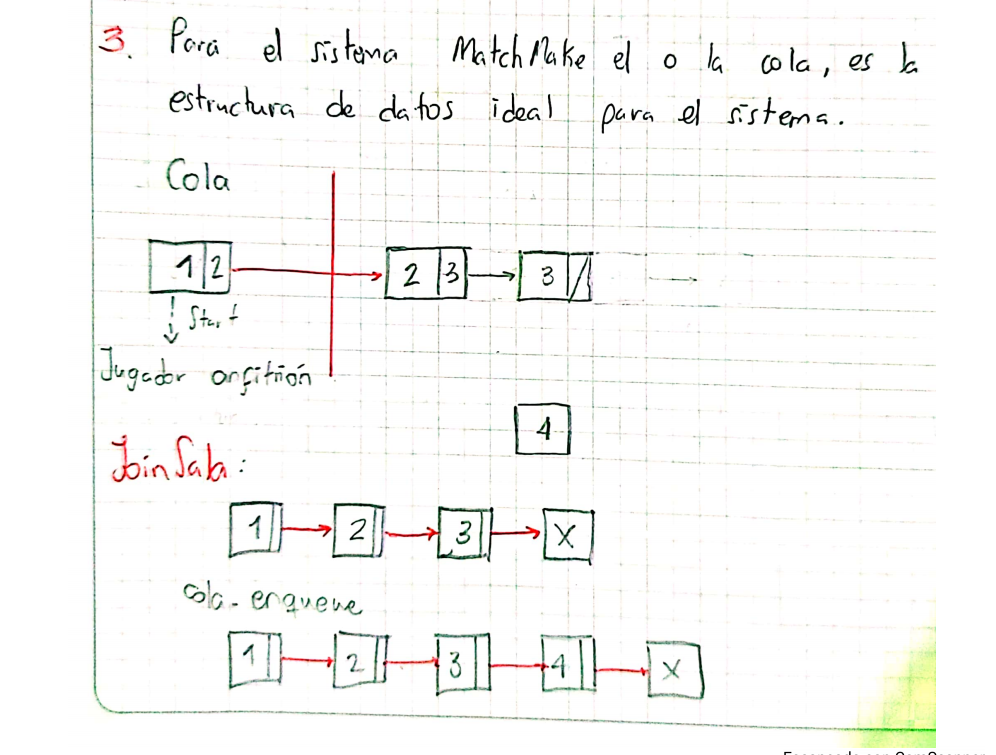 3. Para el sistema MatchMake el o la cola, es la
estructura de datos ideal para el sistema.
Cola
1 2 2 3 3
Start
Jugador anfitrión
4
Join Sala:
1 2 3 X
cola. enqueue
1 2 3 4 X